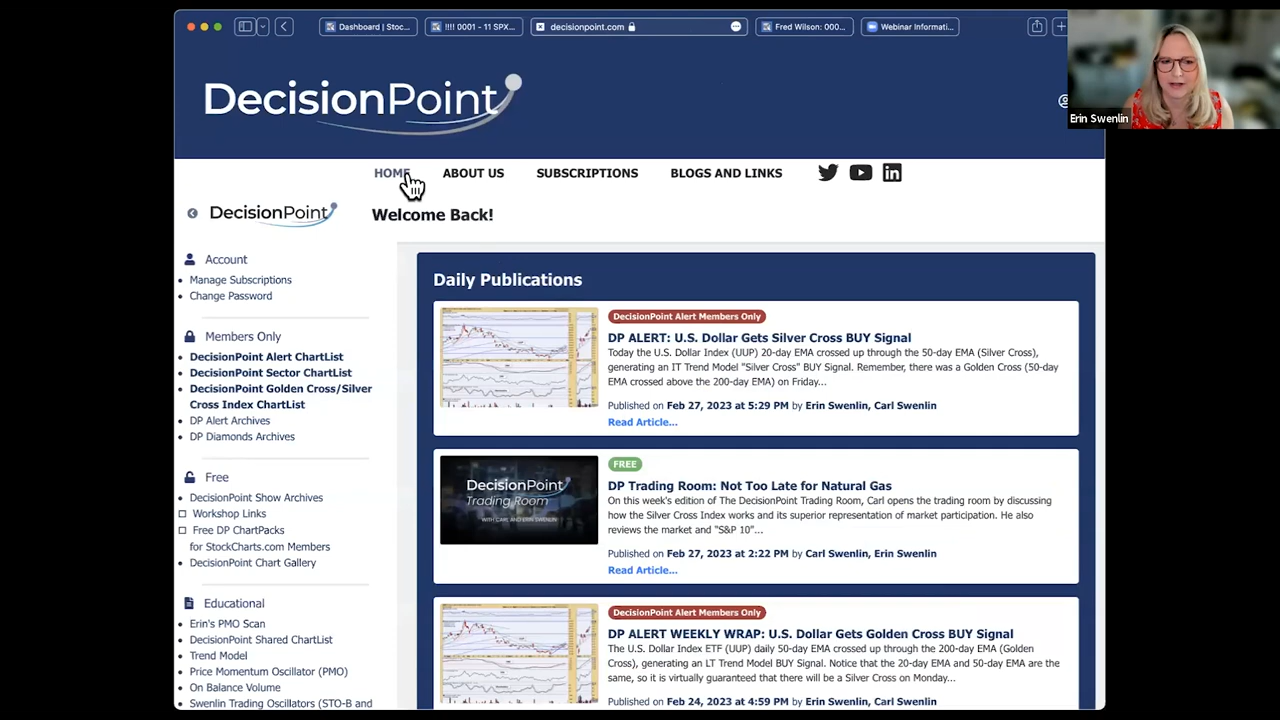 Dashboard | Stoc...
!!!! 0001 - 11 SPX...
decisionpoint.com
Fred Wilson: 000...
Webinar Informati...
DecisionPoint
Erin Swenlin
HOME
ABOUT US
SUBSCRIPTIONS
BLOGS AND LINKS
DecisionPoint
Welcome Back!
Account
Manage Subscriptions
Change Password
Members Only
DecisionPoint Alert ChartList
DecisionPoint Sector ChartList
DecisionPoint Golden Cross/Silver
Cross Index ChartList
DP Alert Archives
DP Diamonds Archives
Free
DecisionPoint Show Archives
Workshop Links
Free DP ChartPacks
for StockCharts.com Members
DecisionPoint Chart Gallery
Educational
Erin's PMO Scan
DecisionPoint Shared ChartList
Trend Model
Price Momentum Oscillator (PMO)
On Balance Volume
Swenlin Trading Oscillators (STO-B and
Daily Publications
DecisionPoint Alert Members Only
DP ALERT: U.S. Dollar Gets Silver Cross BUY Signal
Today the U.S. Dollar Index (UUP) 20-day EMA crossed up through the 50-day EMA (Silver Cross),
generating an IT Trend Model "Silver Cross" BUY Signal. Remember, there was a Golden Cross (50-day
EMA crossed above the 200-day EMA) on Friday...
Published on Feb 27, 2023 at 5:29 PM by Erin Swenlin, Carl Swenlin
Read Article...
DecisionPoint
Trading Room
WITH CARL AND ERIN SWENLIN
FREE
DP Trading Room: Not Too Late for Natural Gas
On this week's edition of The DecisionPoint Trading Room, Carl opens the trading room by discussing
how the Silver Cross Index works and its superior representation of market participation. He also
reviews the market and "S&P 10"...
Published on Feb 27, 2023 at 2:22 PM by Carl Swenlin, Erin Swenlin
Read Article...
DecisionPoint Alert Members Only
DP ALERT WEEKLY WRAP: U.S. Dollar Gets Golden Cross BUY Signal
The U.S. Dollar Index ETF (UUP) daily 50-day EMA crossed up through the 200-day EMA (Golden
Cross), generating an LT Trend Model BUY Signal. Notice that the 20-day EMA and 50-day EMA are the
same, so it is virtually guaranteed that there will be a Silver Cross on Monday...
Published on Feb 24, 2023 at 4:59 PM by Erin Swenlin, Carl Swenlin